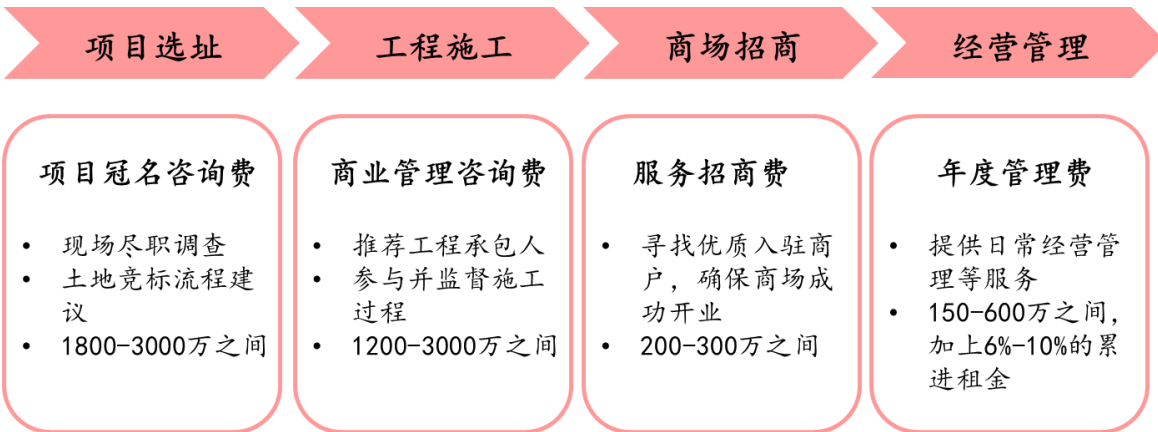 项目选址
工程施工
商场招商
经营管理
项目冠名咨询费
• 现场尽职调查
• 土地竞标流程建
议
• 1800-3000万之间
商业管理咨询费
• 推荐工程承包人
• 参与并监督施工
过程
• 1200-3000万之间
服务招商费
• 寻找优质入驻商
户，确保商场成
功开业
• 200-300万之间
年度管理费
• 提供日常经营管
理等服务
• 150-600万之间，
加上6%-10%的累
进租金